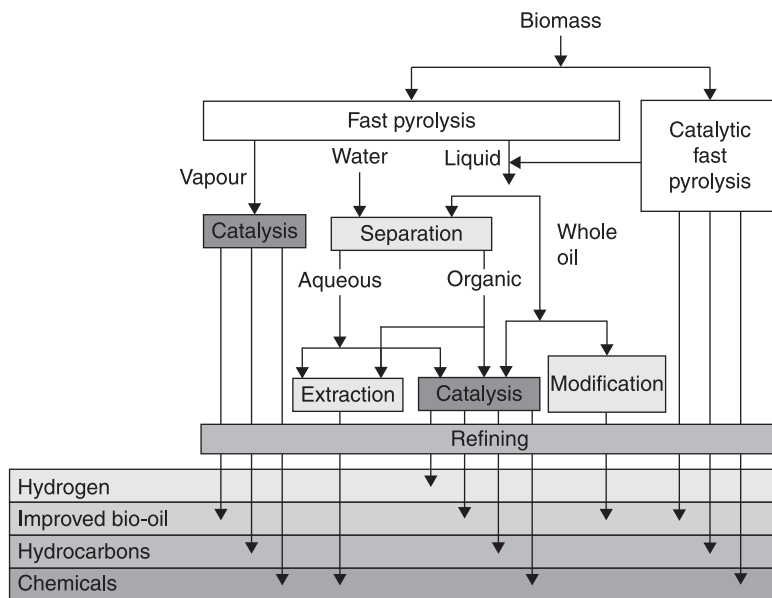 Biomass
Fast pyrolysis
Catalytic
fast
pyrolysis
Water
Liquid
Vapour
Catalysis
Separation
Whole
oil
Aqueous
Organic
Extraction
Catalysis
Modification
Refining
Hydrogen
Improved bio-oil
Hydrocarbons
Chemicals